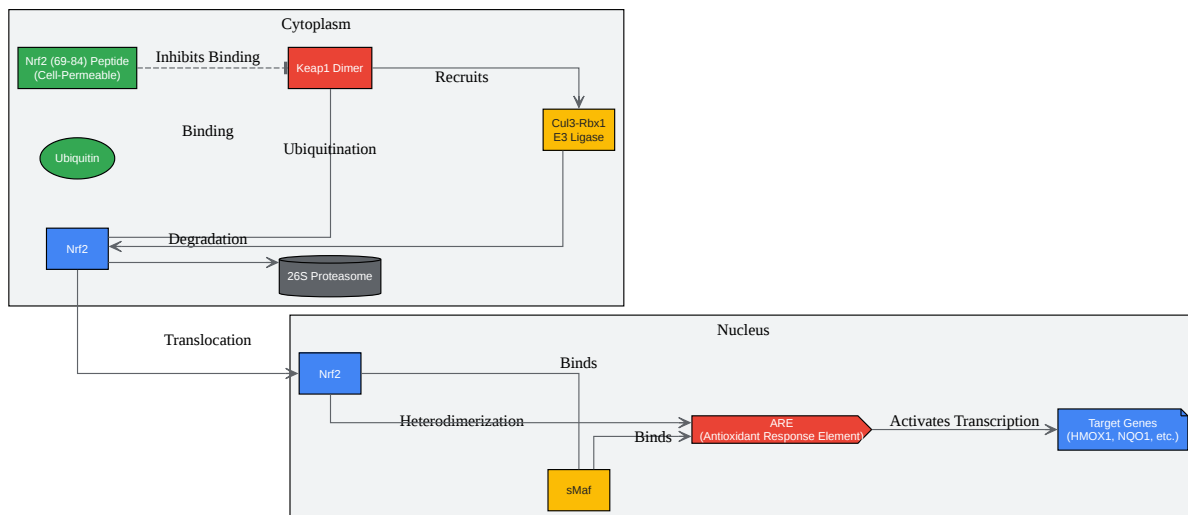 Cytoplasm
Nrf2 (69-84) Peptide
(Cell-Permeable)
Inhibits Binding
Keap1 Dimer
Recruits
Cul3-Rbx1
E3 Ligase
Binding
Ubiquitination
Ubiquitin
Nrf2
Degradation
26S Proteasome
Translocation
Nucleus
Nrf2
Binds
Heterodimerization
ARE
(Antioxidant Response Element)
Binds
Activates Transcription
Target Genes
(HMOX1, NQO1, etc.)
sMaf